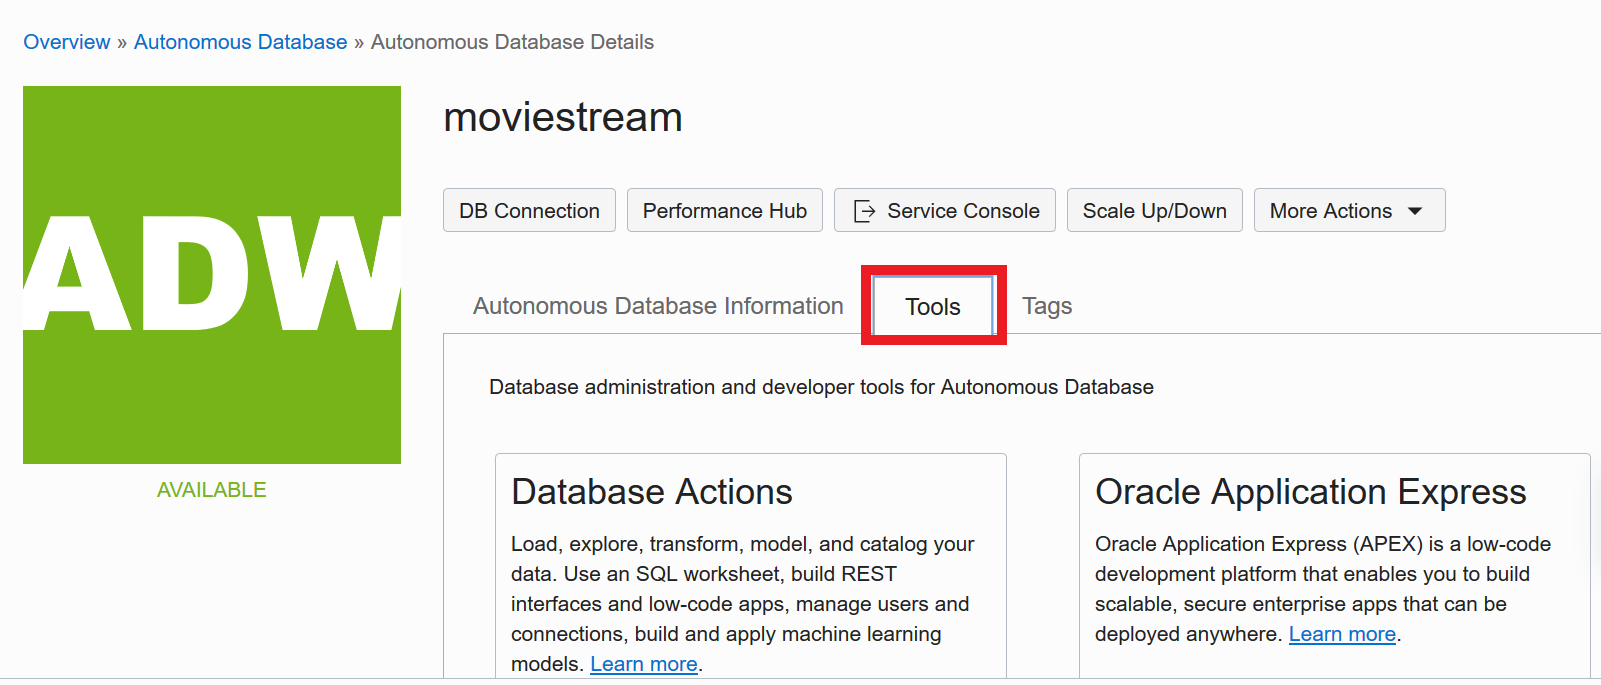 Overview » Autonomous Database » Autonomous Database Details
ADW
AVAILABLE
moviestream
DB Connection Performance Hub Service Console Scale Up/Down More Actions
Autonomous Database Information Tools Tags
Database administration and developer tools for Autonomous Database
Database Actions
Load, explore, transform, model, and catalog your
data. Use an SQL worksheet, build REST
interfaces and low-code apps, manage users and
connections, build and apply machine learning
models. Learn more.
Oracle Application Express
Oracle Application Express (APEX) is a low-code
development platform that enables you to build
scalable, secure enterprise apps that can be
deployed anywhere. Learn more.